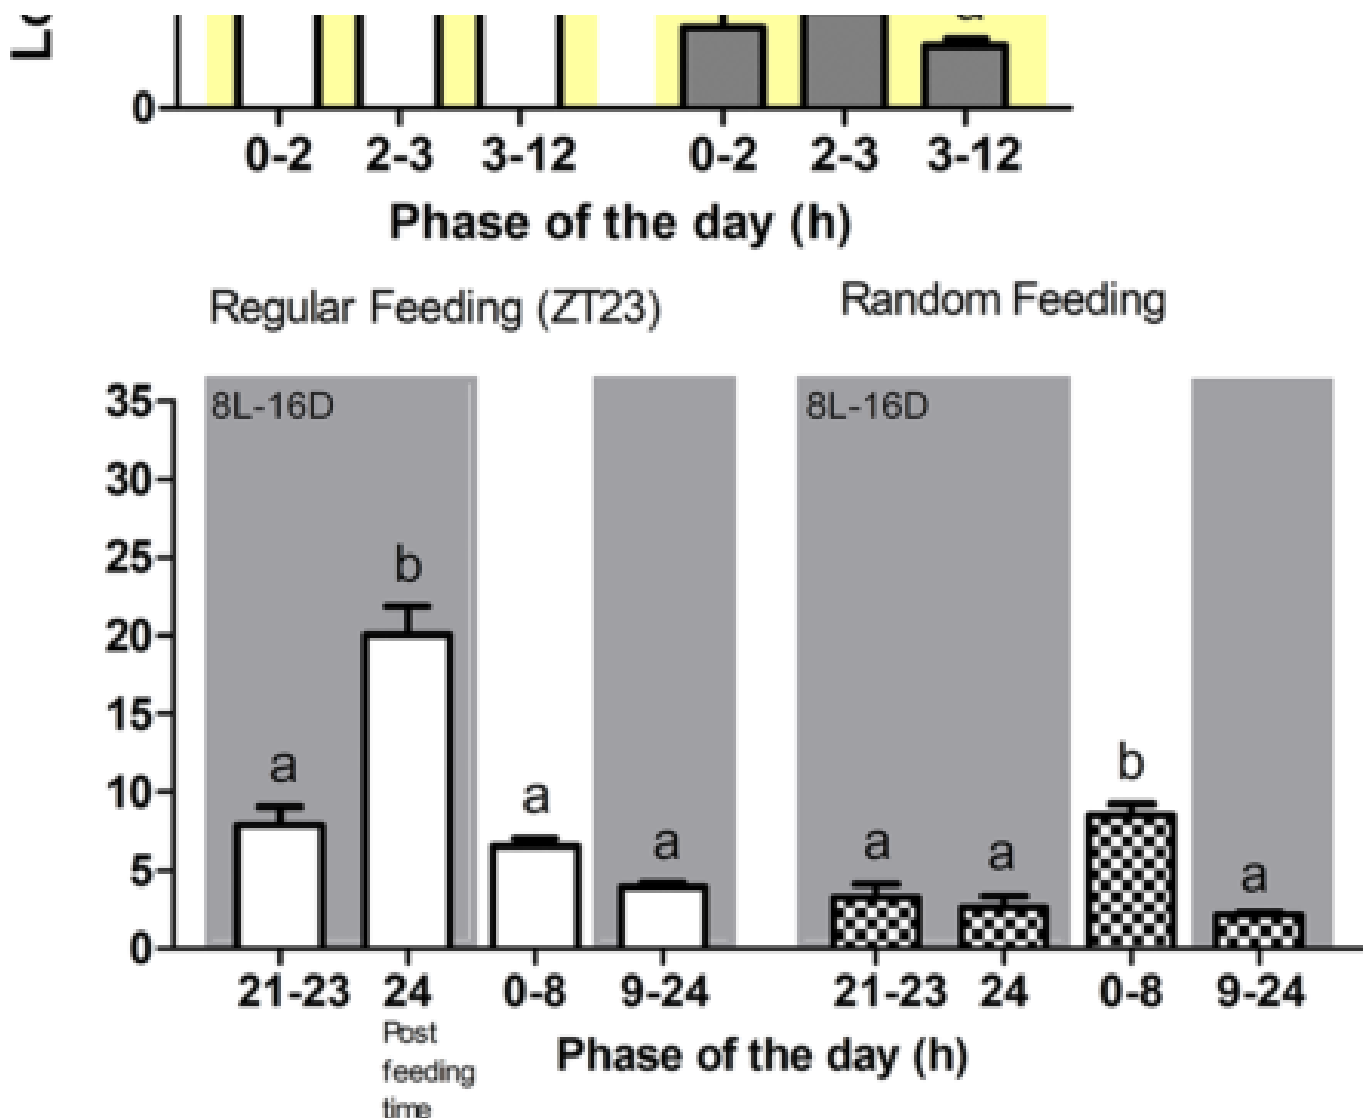 0
0-2 2-3 3-12 0-2 2-3 3-12
Phase of the day (h)
Regular Feeding (ZT23) Random Feeding
35
8L-16D 8L-16D
30
25
b
20
15
b
a
10
a
a a a a
5
0
21-23 24 0-8 9-24 21-23 24 0-8 9-24
Post
feeding
time
Phase of the day (h)